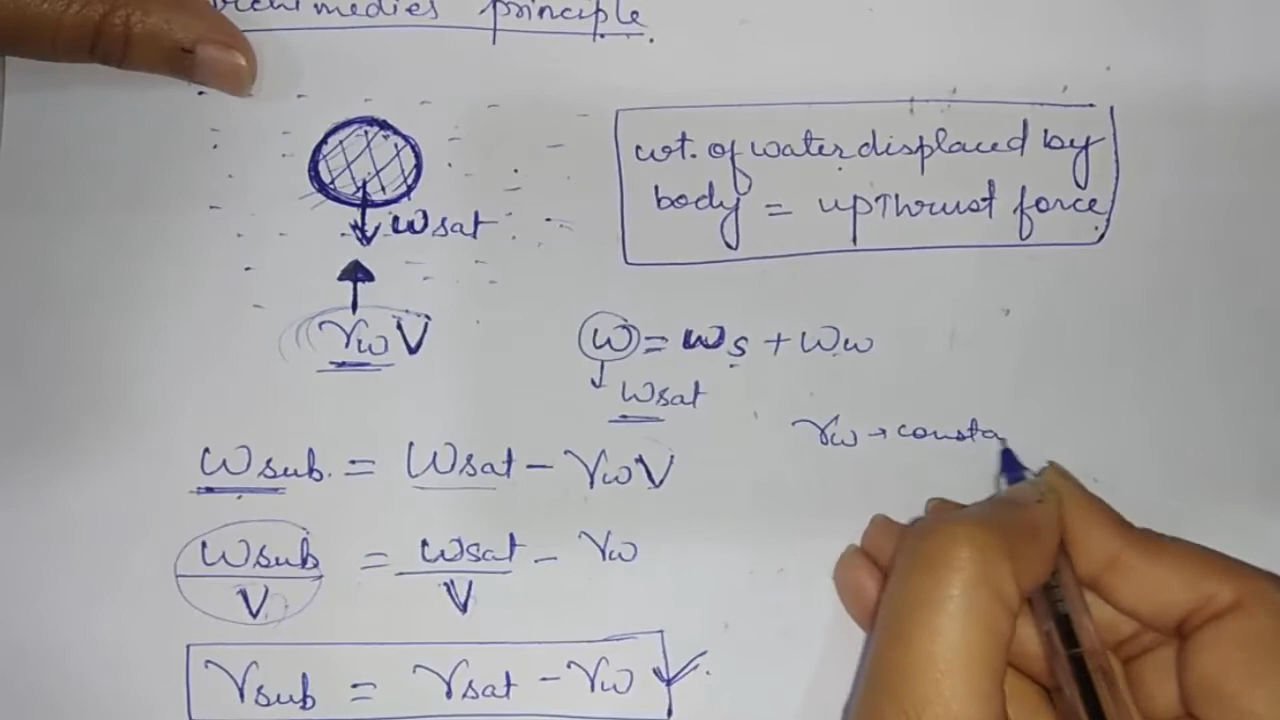 principle
wt. of water displaced by
body = upthrust force
Wsat
γw V
W = Ws + Ww
Wsat
γw → consta
Wsub. = Wsat - γw V
Wsub / V = Wsat / V - γw
γsub = γsat - γw